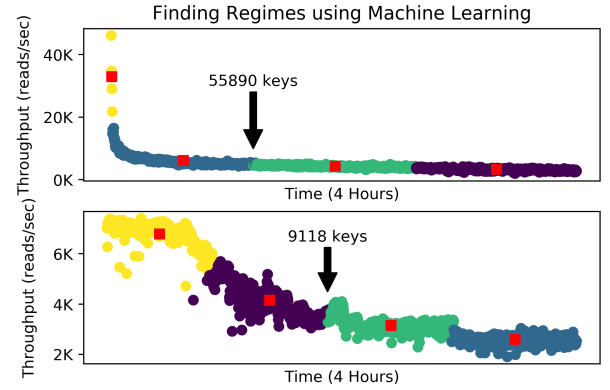 Finding Regimes using Machine Learning
Throughput (reads/sec)
40K
20K
0K
55890 keys
Time (4 Hours)
Throughput (reads/sec)
6K
4K
2K
9118 keys
Time (4 Hours)